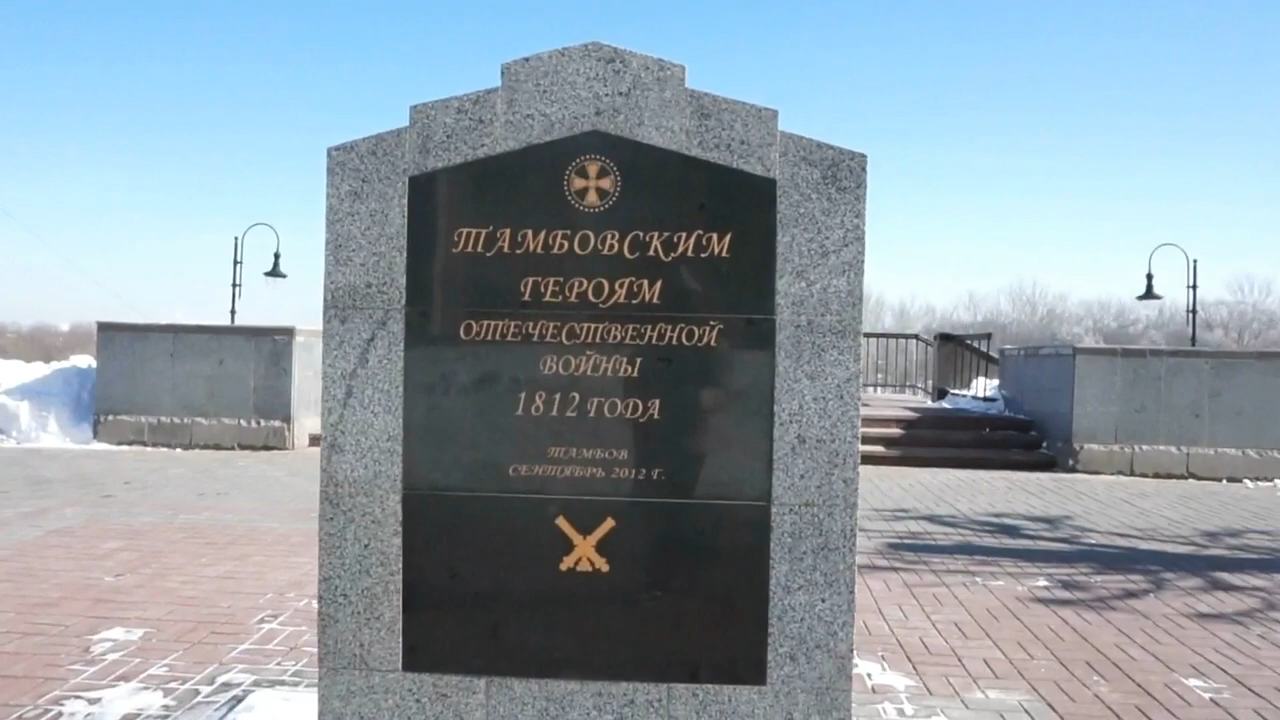 ТАМБОВСКИМ
ГЕРОЯМ
ОТЕЧЕСТВЕННОЙ
ВОЙНЫ
1812 ГОДА
ТАМБОВ
СЕНТЯБРЬ 2012 Г.